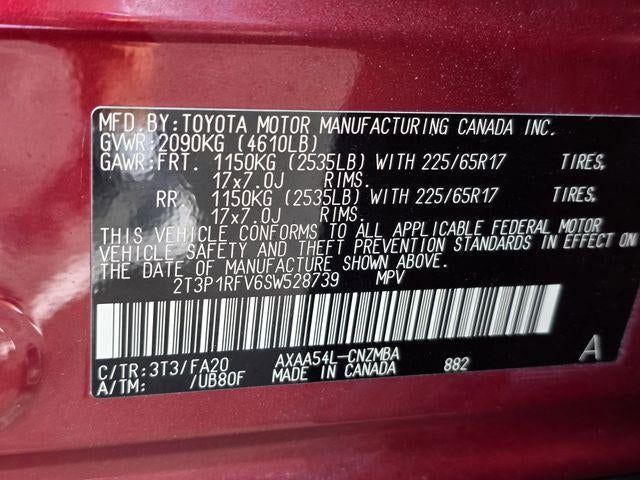 MFD. BY: TOYOTA MOTOR MANUFACTURING CANADA INC.
GVWR: 2090KG (4610LB)
GAWR: FRT. 1150KG (2535LB) WITH 225/65R17 TIRES,
17x7.0J RIMS.
RR. 1150KG (2535LB) WITH 225/65R17 TIRES,
17x7.0J RIMS.
THIS VEHICLE CONFORMS TO ALL APPLICABLE FEDERAL MOTOR
VEHICLE SAFETY AND THEFT PREVENTION STANDARDS IN EFFECT ON
THE DATE OF MANUFACTURE SHOWN ABOVE.
2T3P1RFV6SW528739 MPV
C/TR: 3T3/FA20 AXAA54L-CNZMBA A
A/TM: /UB80F MADE IN CANADA 882